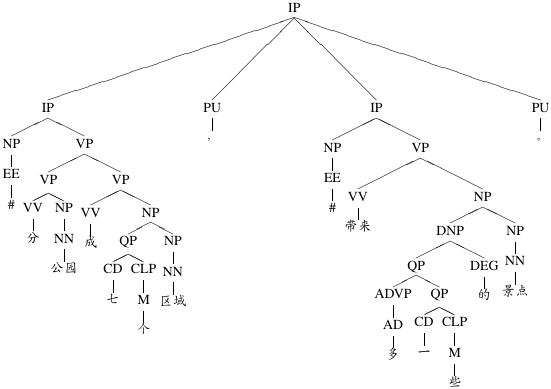 IP
IP PU IP PU
NP VP , NP VP 。
EE VP VP EE VV NP
# VV NP VV NP # 带来 DNP NP
分 NN 成 QP NP QP DEG NN
公园 CD CLP NN ADVP QP 的 景点
七 M 区域 AD CD CLP
个 多 一 M
些